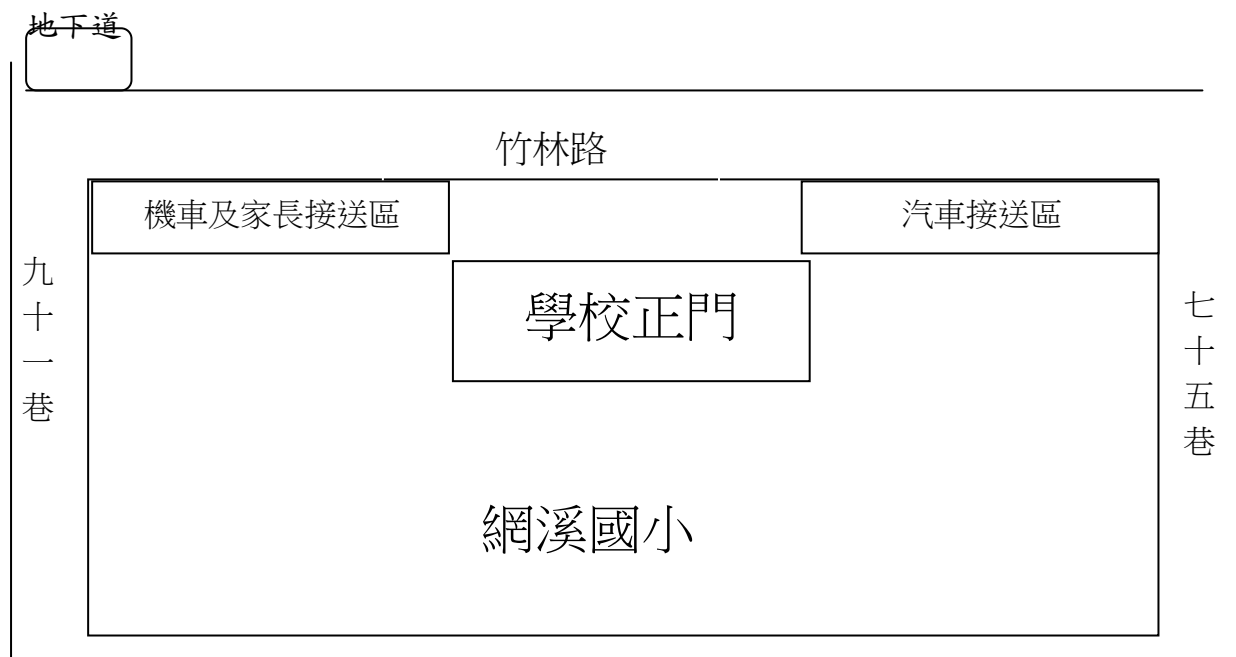 地下道
竹林路
機車及家長接送區
汽車接送區
九十一巷
學校正門
七十五巷
網溪國小